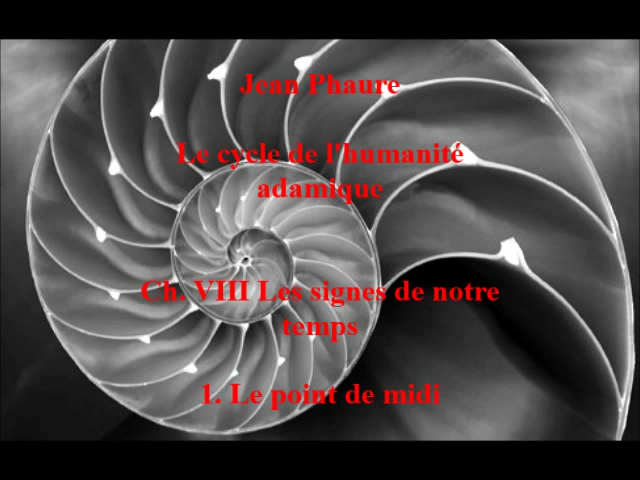 Jean Phaure
Le cycle de l'humanité
adamique
Ch. VIII Les signes de notre
temps
1. Le point de midi